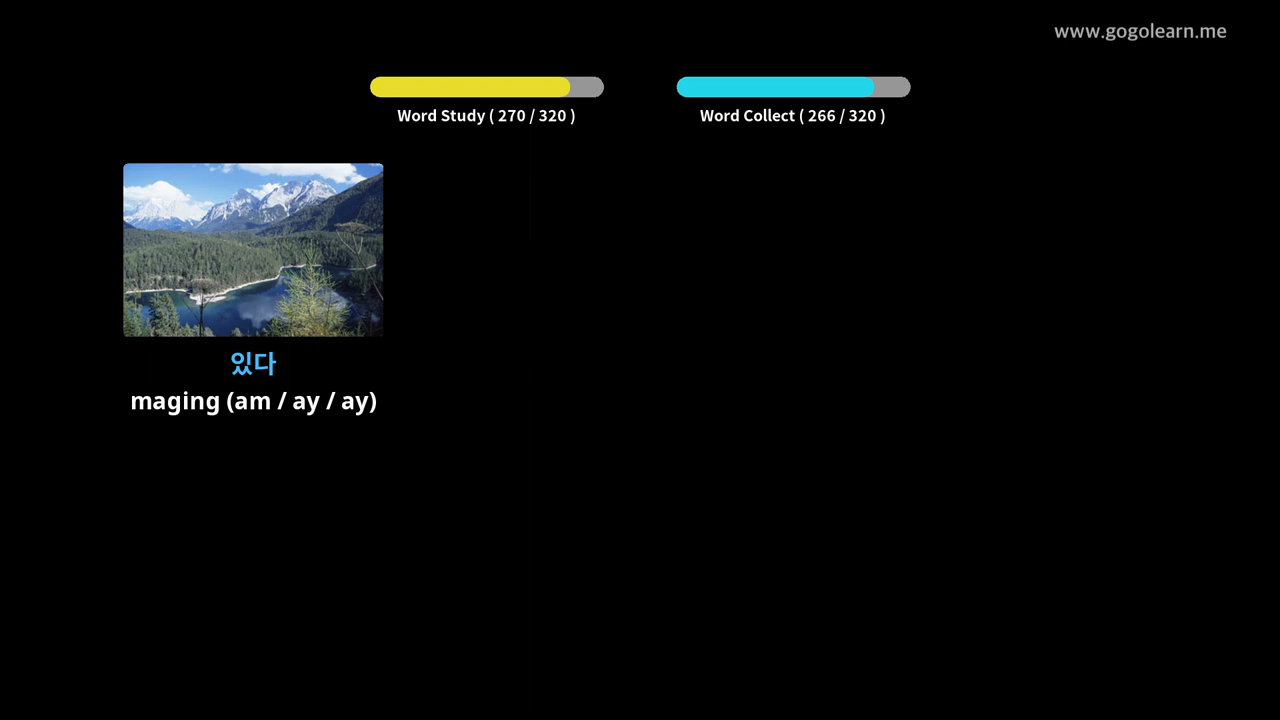 www.gogolearn.me
Word Study ( 270 / 320 )
Word Collect ( 266 / 320 )
있다
maging (am / ay / ay)